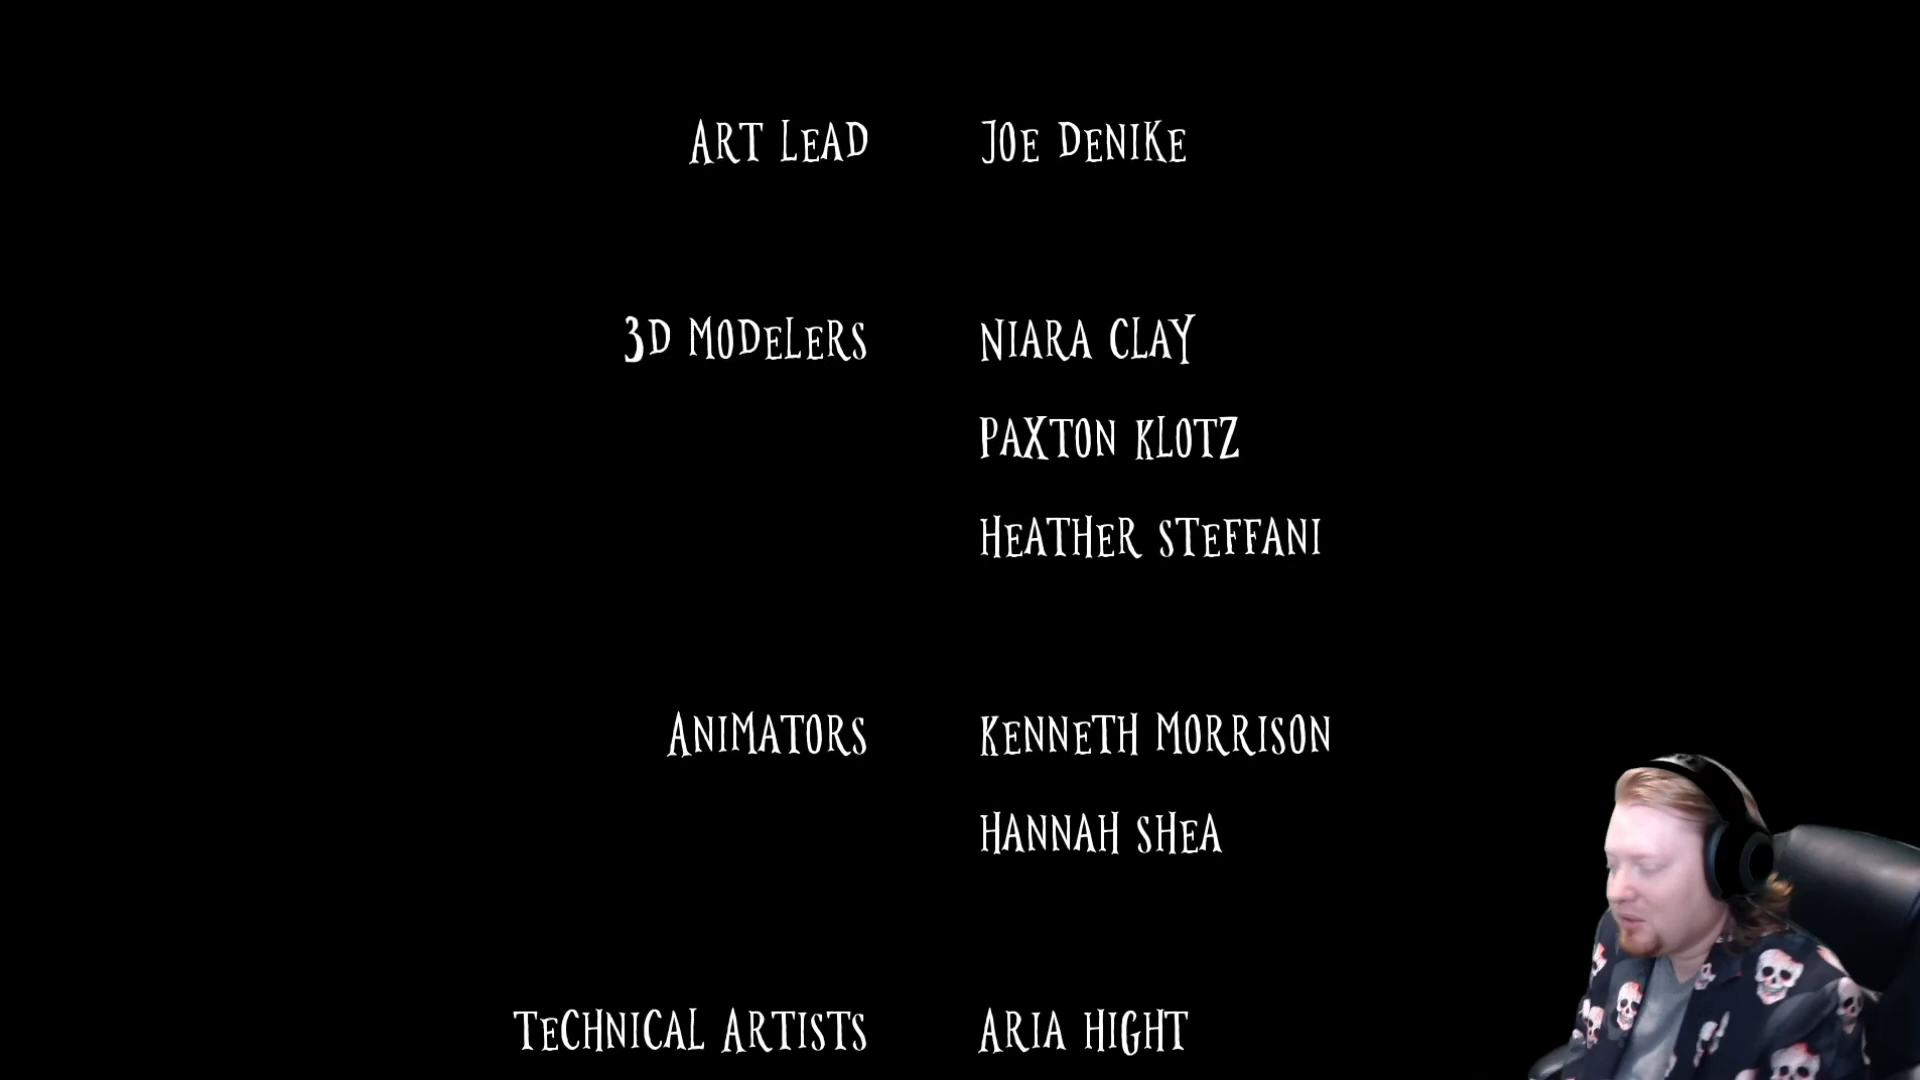 ART LEAD JOE DENIKE
3D MODELERS NIARA CLAY
PAXTON KLOTZ
HEATHER STEFFANI
ANIMATORS KENNETH MORRISON
HANNAH SHEA
TECHNICAL ARTISTS ARIA HIGHT